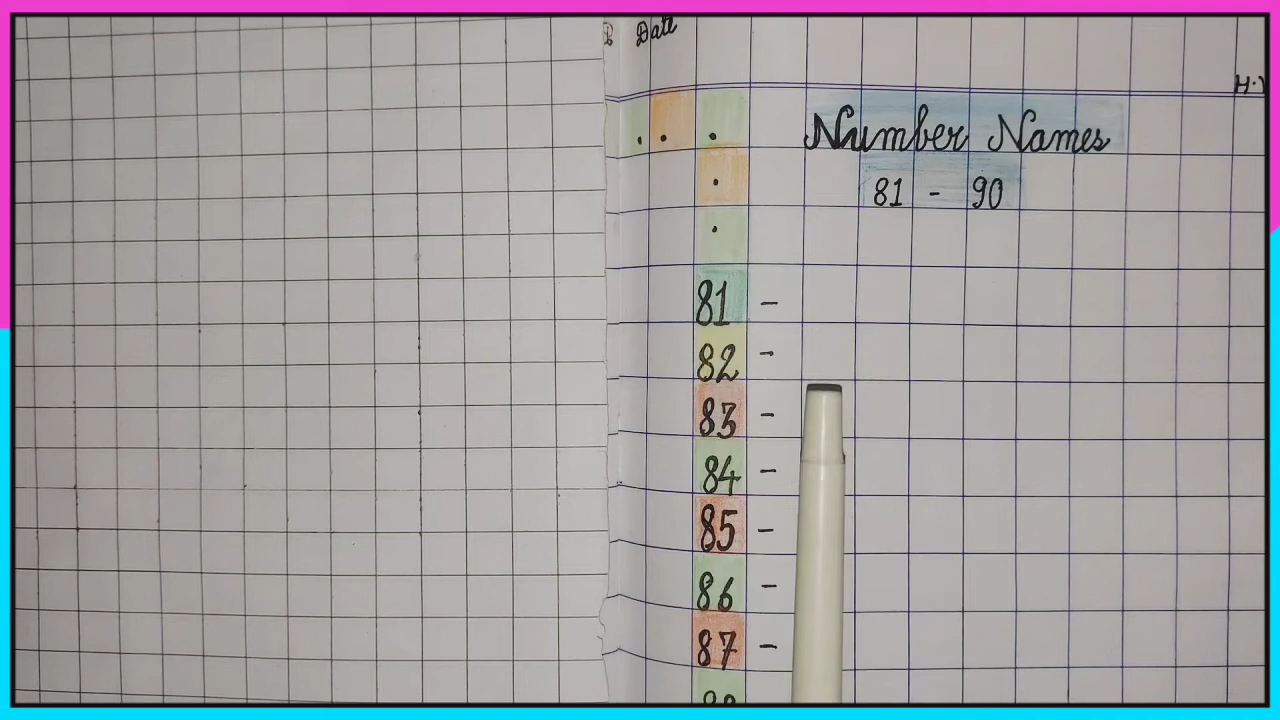 Date
Number Names
81 - 90
81 -
82 -
83 -
84 -
85 -
86 -
87 -